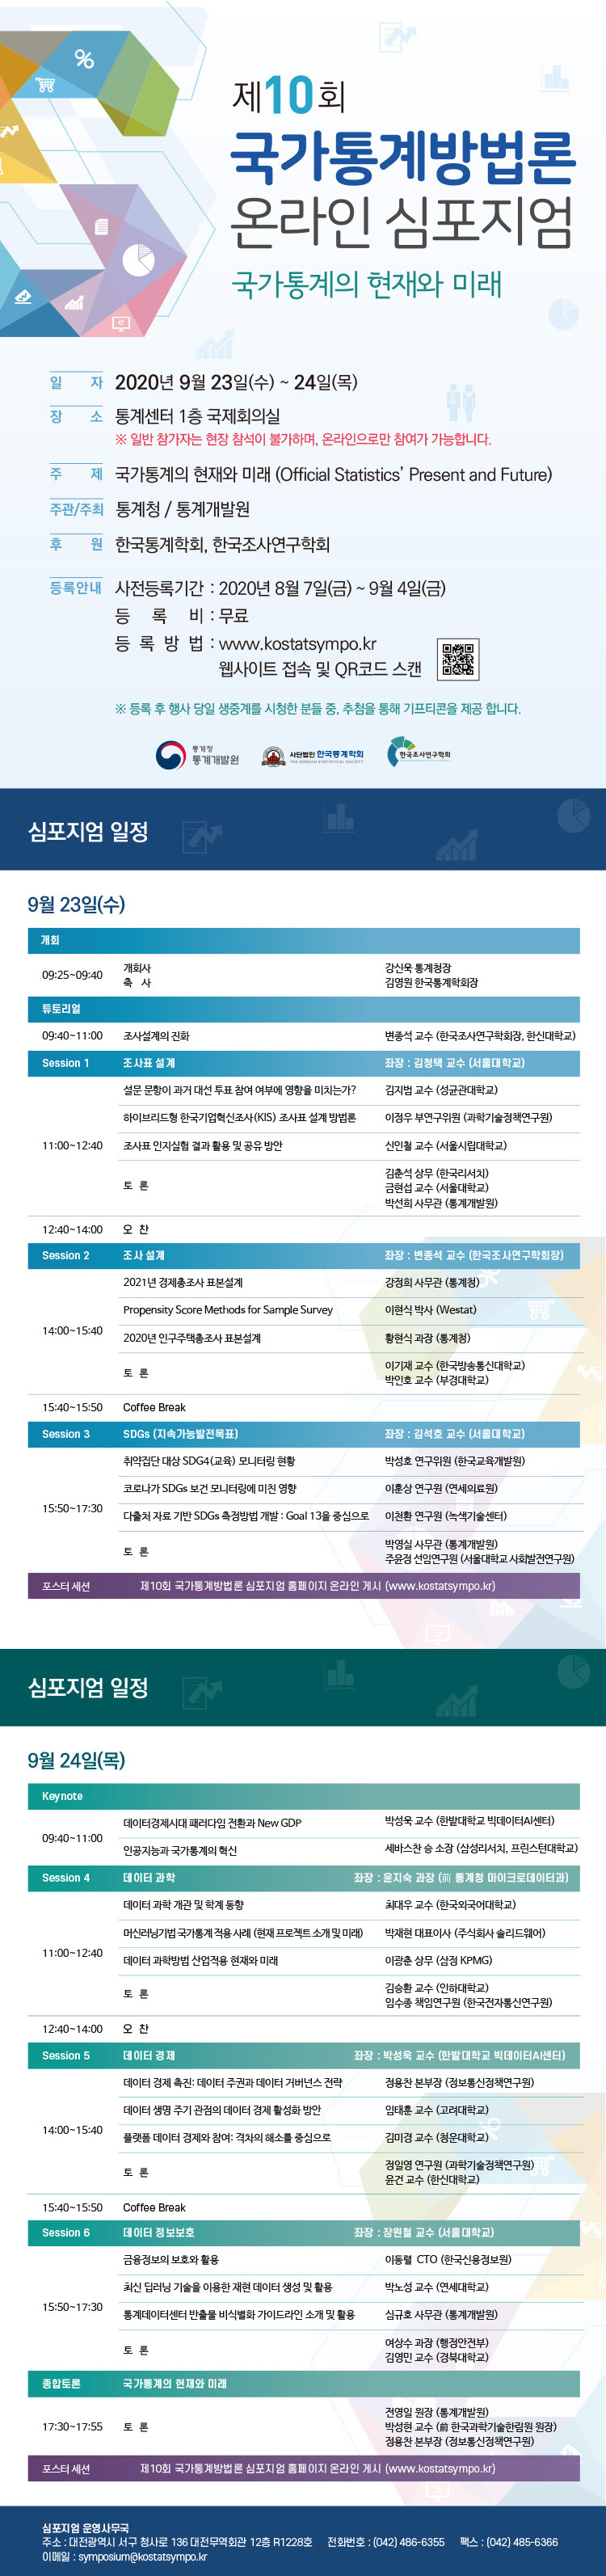 제10회
국가통계방법론
온라인 심포지엄
국가통계의 현재와 미래
일 자 2020년 9월 23일(수) ~ 24일(목)
장 소 통계센터 1층 국제회의실
※ 일반 참가자는 현장 참석이 불가하며, 온라인으로만 참여가 가능합니다.
주 제 국가통계의 현재와 미래 (Official Statistics' Present and Future)
주관/주최 통계청 / 통계개발원
후 원 한국통계학회, 한국조사연구학회
등록안내 사전등록기간 : 2020년 8월 7일(금) ~ 9월 4일(금)
등 록 비 : 무료
등 록 방 법 : www.kostatsympo.kr
웹사이트 접속 및 QR코드 스캔
※ 등록 후 행사 당일 생중계를 시청한 분들 중, 추첨을 통해 기프티콘을 제공 합니다.
통계청
통계개발원
사단법인 한국통계학회
THE KOREAN STATISTICAL SOCIETY
한국조사연구학회
심포지엄 일정
9월 23일(수)
개회
09:25~09:40 개회사 강신욱 통계청장
축 사 김영원 한국통계학회장
튜토리얼
09:40~11:00 조사설계의 진화 변종석 교수 (한국조사연구학회장, 한신대학교)
Session 1 조사표 설계 좌장 : 김청택 교수 (서울대학교)
설문 문항이 과거 대선 투표 참여 여부에 영향을 미치는가? 김지범 교수 (성균관대학교)
하이브리드형 한국기업혁신조사(KIS) 조사표 설계 방법론 이정우 부연구위원 (과학기술정책연구원)
11:00~12:40 조사표 인지실험 결과 활용 및 공유 방안 신인철 교수 (서울시립대학교)
토 론 김춘석 상무 (한국리서치)
금현섭 교수 (서울대학교)
박선희 사무관 (통계개발원)
12:40~14:00 오 찬
Session 2 조사 설계 좌장 : 변종석 교수 (한국조사연구학회장)
2021년 경제총조사 표본설계 강정희 사무관 (통계청)
14:00~15:40 Propensity Score Methods for Sample Survey 이현식 박사 (Westat)
2020년 인구주택총조사 표본설계 황현식 과장 (통계청)
토 론 이기재 교수 (한국방송통신대학교)
박인호 교수 (부경대학교)
15:40~15:50 Coffee Break
Session 3 SDGs (지속가능발전목표) 좌장 : 김석호 교수 (서울대학교)
취약집단 대상 SDG4(교육) 모니터링 현황 박성호 연구위원 (한국교육개발원)
코로나가 SDGs 보건 모니터링에 미친 영향 이훈상 연구원 (연세의료원)
15:50~17:30 다출처 자료 기반 SDGs 측정방법 개발 : Goal 13을 중심으로 이천환 연구원 (녹색기술센터)
토 론 박영실 사무관 (통계개발원)
주윤정 선임연구원 (서울대학교 사회발전연구원)
포스터 세션 제10회 국가통계방법론 심포지엄 홈페이지 온라인 게시 (www.kostatsympo.kr)
심포지엄 일정
9월 24일(목)
Keynote
09:40~11:00 데이터경제시대 패러다임 전환과 New GDP 박성욱 교수 (한밭대학교 빅데이터AI센터)
인공지능과 국가통계의 혁신 세바스찬 승 소장 (삼성리서치, 프린스턴대학교)
Session 4 데이터 과학 좌장 : 윤지숙 과장 (前 통계청 마이크로데이터과)
데이터 과학 개관 및 학계 동향 최대우 교수 (한국외국어대학교)
머신러닝기법 국가통계 적용 사례 (현재 프로젝트 소개 및 미래) 박재현 대표이사 (주식회사 솔리드웨어)
11:00~12:40 데이터 과학방법 산업적용 현재와 미래 이광춘 상무 (삼정 KPMG)
토 론 김승환 교수 (인하대학교)
임수종 책임연구원 (한국전자통신연구원)
12:40~14:00 오 찬
Session 5 데이터 경제 좌장 : 박성욱 교수 (한밭대학교 빅데이터AI센터)
데이터 경제 촉진: 데이터 주권과 데이터 거버넌스 전략 정용찬 본부장 (정보통신정책연구원)
데이터 생명 주기 관점의 데이터 경제 활성화 방안 임태훈 교수 (고려대학교)
14:00~15:40 플랫폼 데이터 경제와 참여: 격차의 해소를 중심으로 김미경 교수 (청운대학교)
토 론 정일영 연구원 (과학기술정책연구원)
윤건 교수 (한신대학교)
15:40~15:50 Coffee Break
Session 6 데이터 정보보호 좌장 : 장원철 교수 (서울대학교)
금융정보의 보호와 활용 이동렬 CTO (한국신용정보원)
최신 딥러닝 기술을 이용한 재현 데이터 생성 및 활용 박노성 교수 (연세대학교)
15:50~17:30 통계데이터센터 반출물 비식별화 가이드라인 소개 및 활용 심규호 사무관 (통계개발원)
토 론 여상수 과장 (행정안전부)
김영민 교수 (경북대학교)
종합토론 국가통계의 현재와 미래
17:30~17:55 토 론 전영일 원장 (통계개발원)
박성현 교수 (前 한국과학기술한림원 원장)
정용찬 본부장 (정보통신정책연구원)
포스터 세션 제10회 국가통계방법론 심포지엄 홈페이지 온라인 게시 (www.kostatsympo.kr)
심포지엄 운영사무국
주소 : 대전광역시 서구 청사로 136 대전무역회관 12층 R1228호 전화번호 : (042) 486-6355 팩스 : (042) 485-6366
이메일 : symposium@kostatsympo.kr